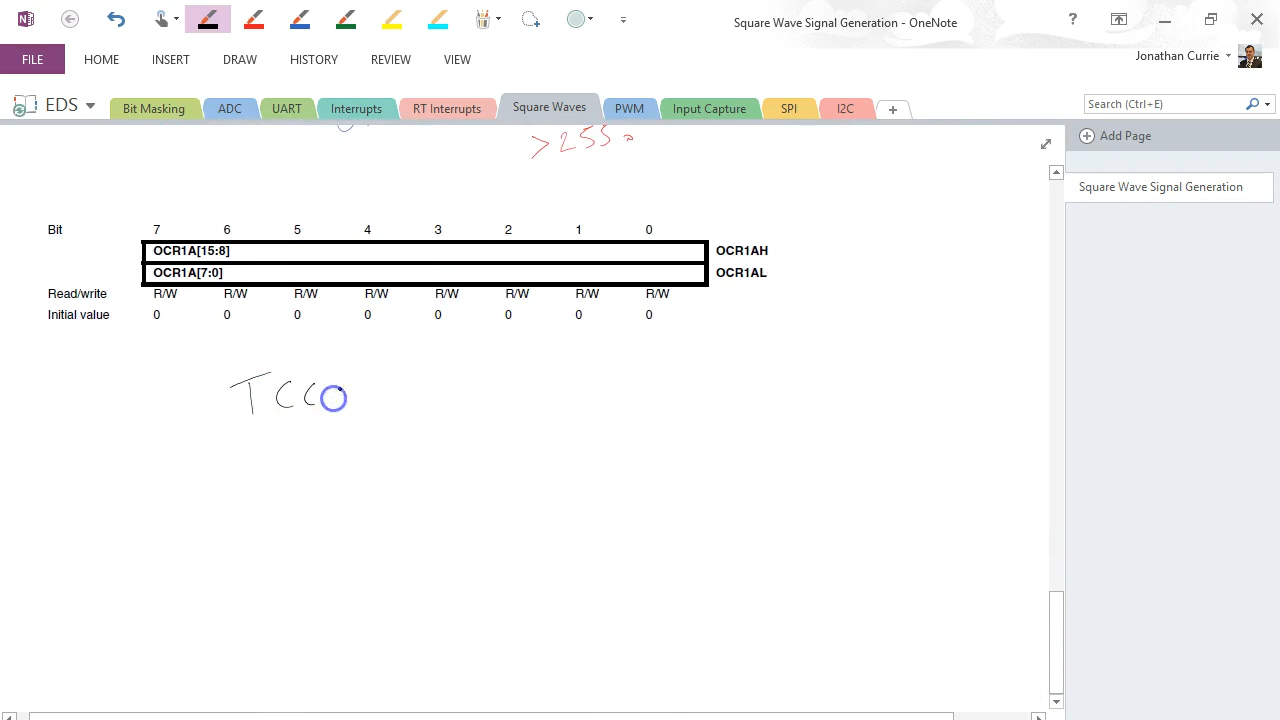 Square Wave Signal Generation - OneNote
?
FILE HOME INSERT DRAW HISTORY REVIEW VIEW
Jonathan Currie
EDS
Bit Masking ADC UART Interrupts RT Interrupts Square Waves PWM Input Capture SPI I2C +
Search (Ctrl+E)
Add Page
Square Wave Signal Generation
>255
Bit 7 6 5 4 3 2 1 0
OCR1A[15:8] OCR1AH
OCR1A[7:0] OCR1AL
Read/write R/W R/W R/W R/W R/W R/W R/W R/W
Initial value 0 0 0 0 0 0 0 0
TCC